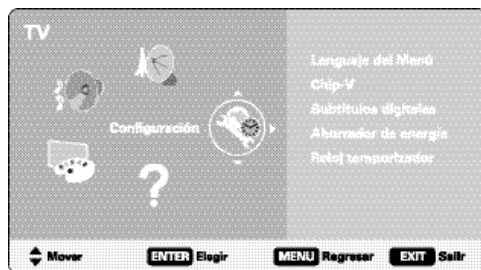 TV
Lenguaje del Menú
Chip-V
Subtítulos digitales
Configuración
Ahorrador de energía
Reloj temporizador
?
Mover ENTER Elegir MENU Regresar EXIT Salir